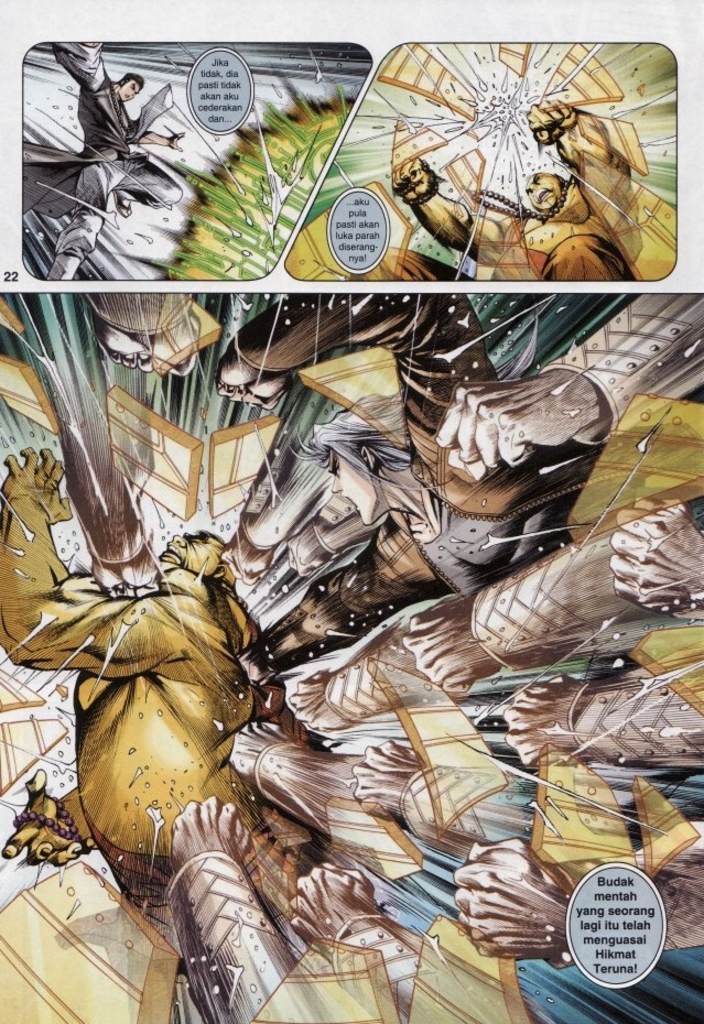 Jika
tidak, dia
pasti tidak
akan aku
cederakan
dan...
...aku
pula
pasti akan
luka parah
diserang-
nya!
22
Budak
mentah
yang seorang
lagi itu telah
menguasai
Hikmat
Teruna!